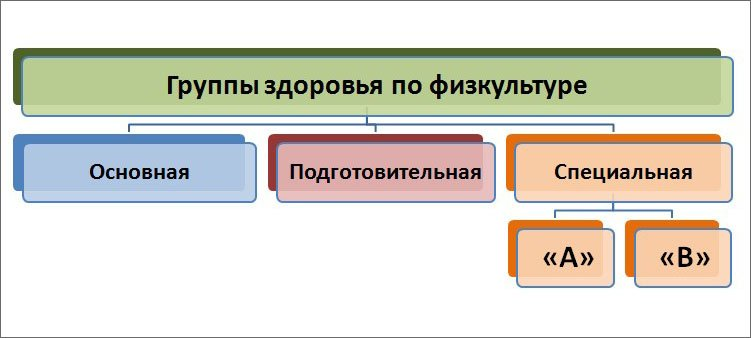 Группы здоровья по физкультуре
Основная
Подготовительная
Специальная
«А»
«В»